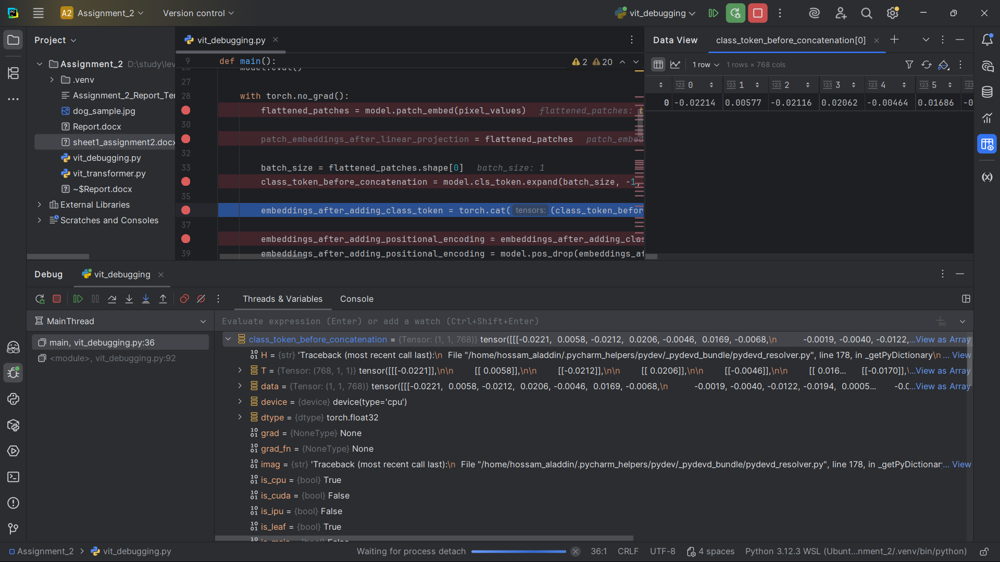 A2 Assignment_2 Version control vit_debugging
Project
Assignment_2 D:\study\lev
.venv
Assignment_2_Report_Ter
dog_sample.jpg
Report.docx
sheet1_assignment2.docx
vit_debugging.py
vit_transformer.py
~$Report.docx
External Libraries
Scratches and Consoles
vit_debugging.py
9 def main(): 2 20
model.eval()
27
28 with torch.no_grad():
flattened_patches = model.patch_embed(pixel_values) flattened_patches: t
30
patch_embeddings_after_linear_projection = flattened_patches patch_embed
32
33 batch_size = flattened_patches.shape[0] batch_size: 1
class_token_before_concatenation = model.cls_token.expand(batch_size, -1,
35
embeddings_after_adding_class_token = torch.cat( tensors: (class_token_befor
37
embeddings_after_adding_positional_encoding = embeddings_after_adding_clas
39 embeddings_after_adding_positional_encoding = model.pos_drop(embeddings_af
Data View class_token_before_concatenation[0]
1 row 1 rows × 768 cols
123 0 123 1 123 2 123 3 123 4 123 5 123
0 -0.02214 0.00577 -0.02116 0.02062 -0.00464 0.01686 -0
Debug vit_debugging
Threads & Variables Console
MainThread
main, vit_debugging.py:36
<module>, vit_debugging.py:92
Evaluate expression (Enter) or add a watch (Ctrl+Shift+Enter)
class_token_before_concatenation = {Tensor: (1, 1, 768)} tensor([[[-0.0221, 0.0058, -0.0212, 0.0206, -0.0046, 0.0169, -0.0068,\n -0.0019, -0.0040, -0.0122,...View as Array
H = {str} 'Traceback (most recent call last):\n File "/home/hossam_aladdin/.pycharm_helpers/pydev/_pydevd_bundle/pydevd_resolver.py", line 178, in _getPyDictionary\n ... View
T = {Tensor: (768, 1, 1)} tensor([[[-0.0221]],\n\n [[ 0.0058]],\n\n [[-0.0212]],\n\n [[ 0.0206]],\n\n [[-0.0046]],\n\n [[ 0.016... [[-0.0170]],\...View as Array
data = {Tensor: (1, 1, 768)} tensor([[[-0.0221, 0.0058, -0.0212, 0.0206, -0.0046, 0.0169, -0.0068,\n -0.0019, -0.0040, -0.0122, -0.0194, 0.0005... -0.0...View as Array
device = {device} device(type='cpu')
dtype = {dtype} torch.float32
grad = {NoneType} None
grad_fn = {NoneType} None
imag = {str} 'Traceback (most recent call last):\n File "/home/hossam_aladdin/.pycharm_helpers/pydev/_pydevd_bundle/pydevd_resolver.py", line 178, in _getPyDictionary... View
is_cpu = {bool} True
is_cuda = {bool} False
is_ipu = {bool} False
is_leaf = {bool} True
Assignment_2 > vit_debugging.py Waiting for process detach 36:1 CRLF UTF-8 4 spaces Python 3.12.3 WSL (Ubunt...nment_2/.venv/bin/python)